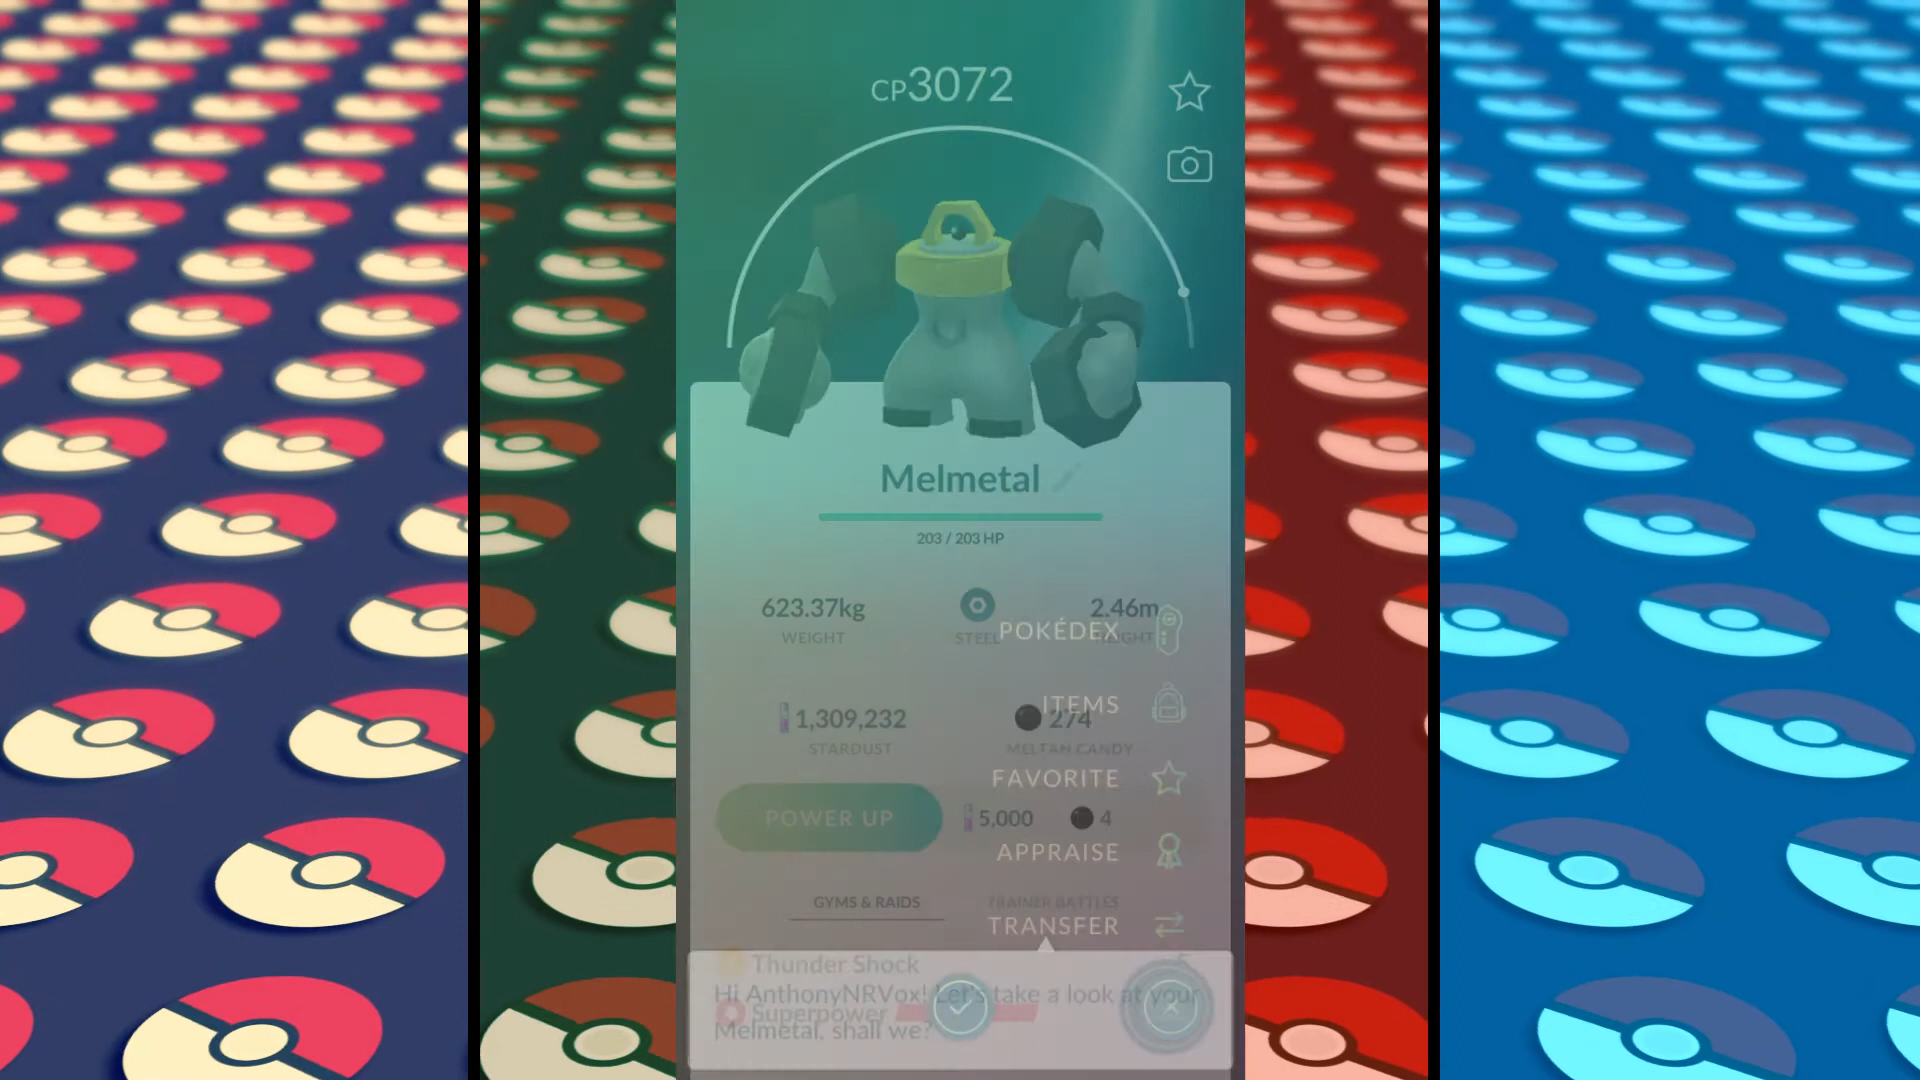 CP3072
Melmetal
203 / 203 HP
623.37kg
WEIGHT
STEEL
2.46m
HEIGHT
POKÉDEX
ITEMS
1,309,232
STARDUST
274
MELTAN CANDY
FAVORITE
POWER UP
5,000
4
APPRAISE
GYMS & RAIDS
TRAINER BATTLES
TRANSFER
Thunder Shock
Hi AnthonyNRVox! Let's take a look at your
Superpower
Melmetal, shall we?